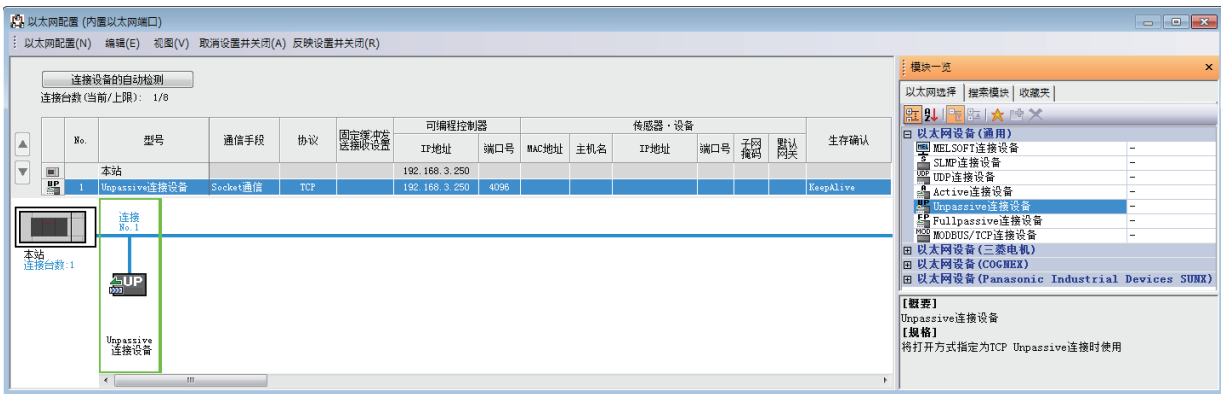 以太网配置 (内置以太网端口)
以太网配置(N) 编辑(E) 视图(V) 取消设置并关闭(A) 反映设置并关闭(R)
连接设备的自动检测
连接台数(当前/上限): 1/8
No. 型号 通信手段 协议 固定缓冲发送接收设置 可编程控制器 传感器・设备 生存确认
IP地址 端口号 MAC地址 主机名 IP地址 端口号 子网掩码 默认网关
本站 192.168.3.250
1 Unpassive连接设备 Socket通信 TCP 192.168.3.250 4096 KeepAlive
连接
No.1
本站
连接台数:1
UP
Unpassive
连接设备
模块一览
以太网选择 搜索模块 收藏夹
以太网设备(通用)
MELSOFT连接设备 -
SLMP连接设备 -
UDP连接设备 -
Active连接设备 -
Unpassive连接设备 -
Fullpassive连接设备 -
MODBUS/TCP连接设备 -
以太网设备(三菱电机)
以太网设备(COGNEX)
以太网设备(Panasonic Industrial Devices SUNX)
[概要]
Unpassive连接设备
[规格]
将打开方式指定为TCP Unpassive连接时使用